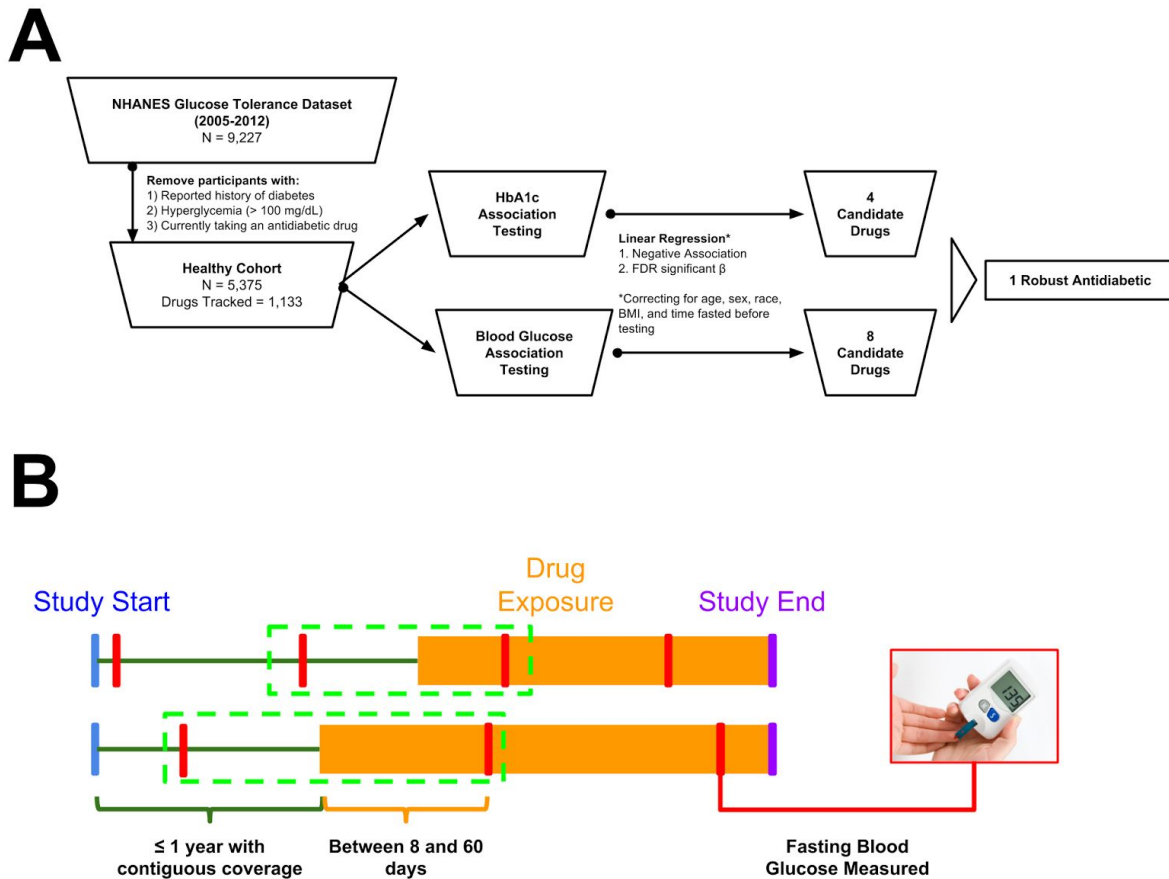 A
NHANES Glucose Tolerance Dataset
(2005-2012)
N = 9,227
Remove participants with:
1) Reported history of diabetes
2) Hyperglycemia (> 100 mg/dL)
3) Currently taking an antidiabetic drug
Healthy Cohort
N = 5,375
Drugs Tracked = 1,133
HbA1c
Association
Testing
Linear Regression*
1. Negative Association
2. FDR significant β
*Correcting for age, sex, race,
BMI, and time fasted before
testing
Blood Glucose
Association
Testing
4
Candidate
Drugs
8
Candidate
Drugs
1 Robust Antidiabetic
B
Study Start
Drug
Exposure
Study End
135
≤ 1 year with
contiguous coverage
Between 8 and 60
days
Fasting Blood
Glucose Measured